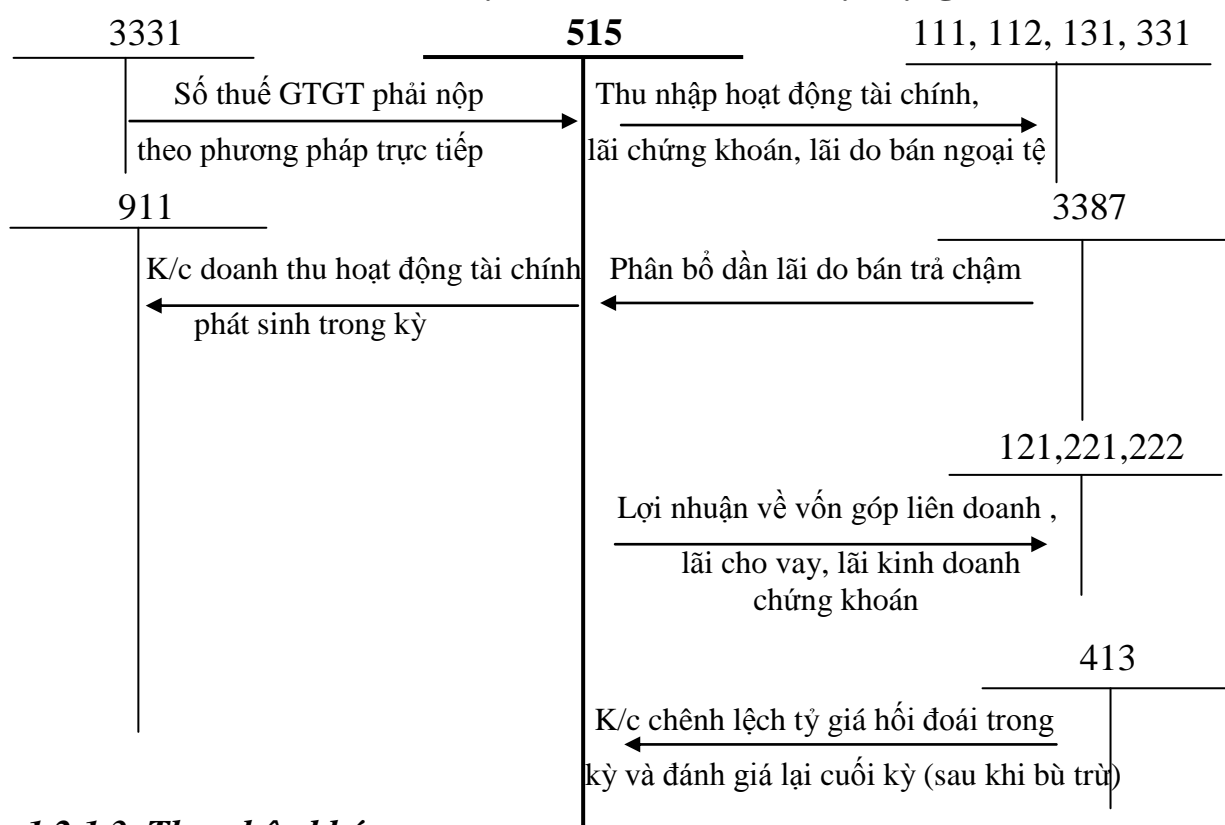 3331
515
111, 112, 131, 331
Số thuế GTGT phải nộp
theo phương pháp trực tiếp
Thu nhập hoạt động tài chính,
lãi chứng khoán, lãi do bán ngoại tệ
911
3387
K/c doanh thu hoạt động tài chính
phát sinh trong kỳ
Phân bổ dần lãi do bán trả chậm
121,221,222
Lợi nhuận về vốn góp liên doanh ,
lãi cho vay, lãi kinh doanh
chứng khoán
413
K/c chênh lệch tỷ giá hối đoái trong
kỳ và đánh giá lại cuối kỳ (sau khi bù trừ)